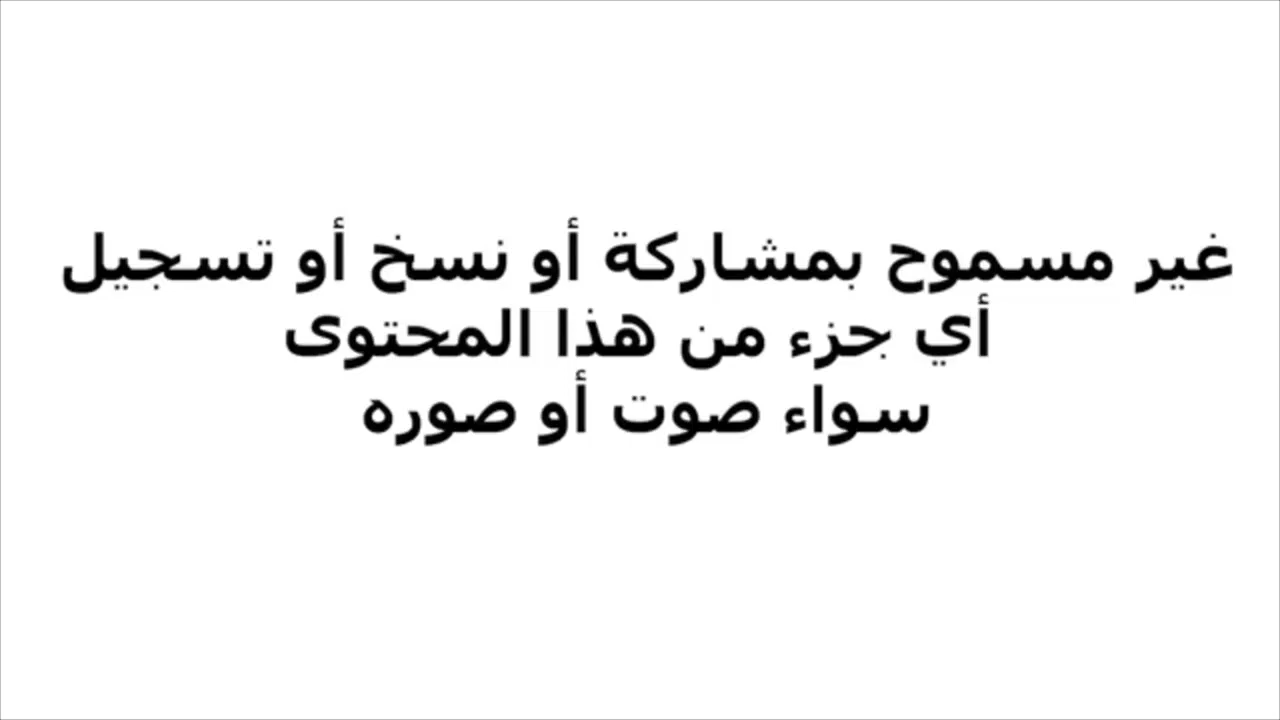 غير مسموح بمشاركة أو نسخ أو تسجيل
أي جزء من هذا المحتوى
سواء صوت أو صوره